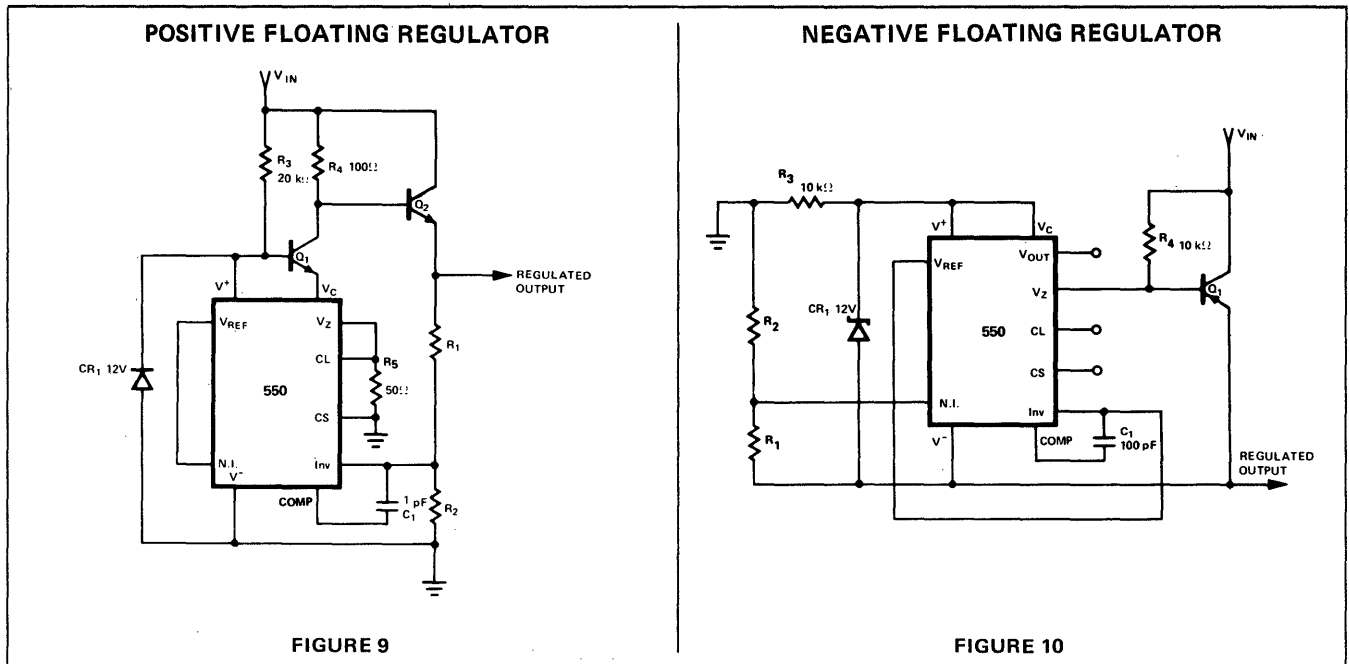 POSITIVE FLOATING REGULATOR
V IN
R3
20 kΩ
R4 100Ω
Q2
Q1
REGULATED
OUTPUT
V+
VC
VREF
VZ
CL
R5
50Ω
CS
550
CR1 12V
R1
N.I.
V-
Inv
COMP
1 pF
C1
R2
FIGURE 9
NEGATIVE FLOATING REGULATOR
VIN
R3
10 kΩ
V+
VC
VREF
VOUT
R4 10 kΩ
VZ
Q1
R2
CR1 12V
550
CL
CS
N.I.
Inv
R1
V-
COMP
C1
100 pF
REGULATED
OUTPUT
FIGURE 10